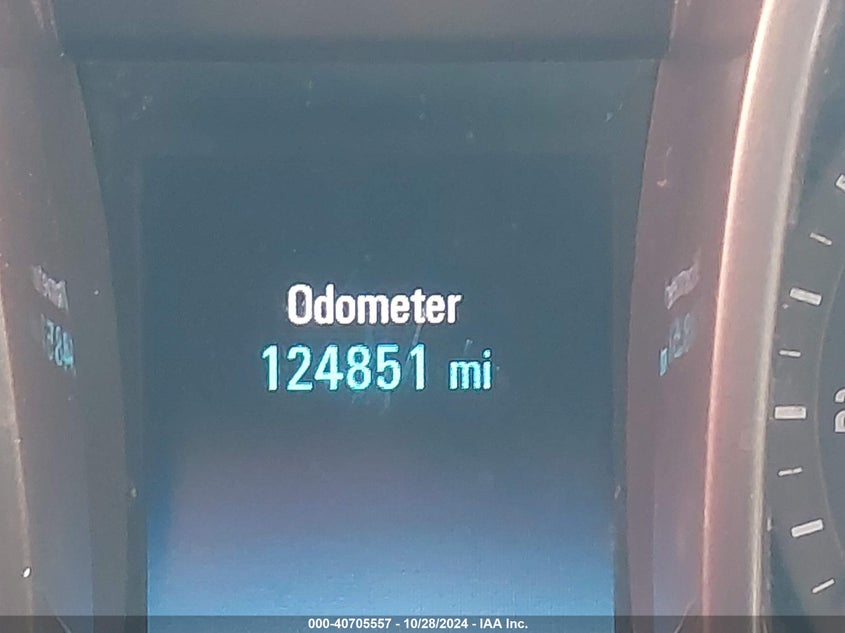 Odometer
124851 mi
000-40705557 - 10/28/2024 - IAA Inc.